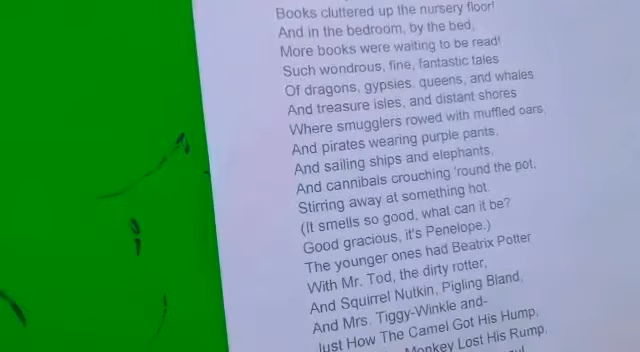 Books cluttered up the nursery floor!
And in the bedroom, by the bed,
More books were waiting to be read!
Such wondrous, fine, fantastic tales
Of dragons, gypsies, queens, and whales
And treasure isles, and distant shores
Where smugglers rowed with muffled oars,
And pirates wearing purple pants,
And sailing ships and elephants,
And cannibals crouching 'round the pot,
Stirring away at something hot.
(It smells so good, what can it be?
Good gracious, it's Penelope.)
The younger ones had Beatrix Potter
With Mr. Tod, the dirty rotter,
And Squirrel Nutkin, Pigling Bland,
And Mrs. Tiggy-Winkle and-
Just How The Camel Got His Hump,
Monkey Lost His Rump,